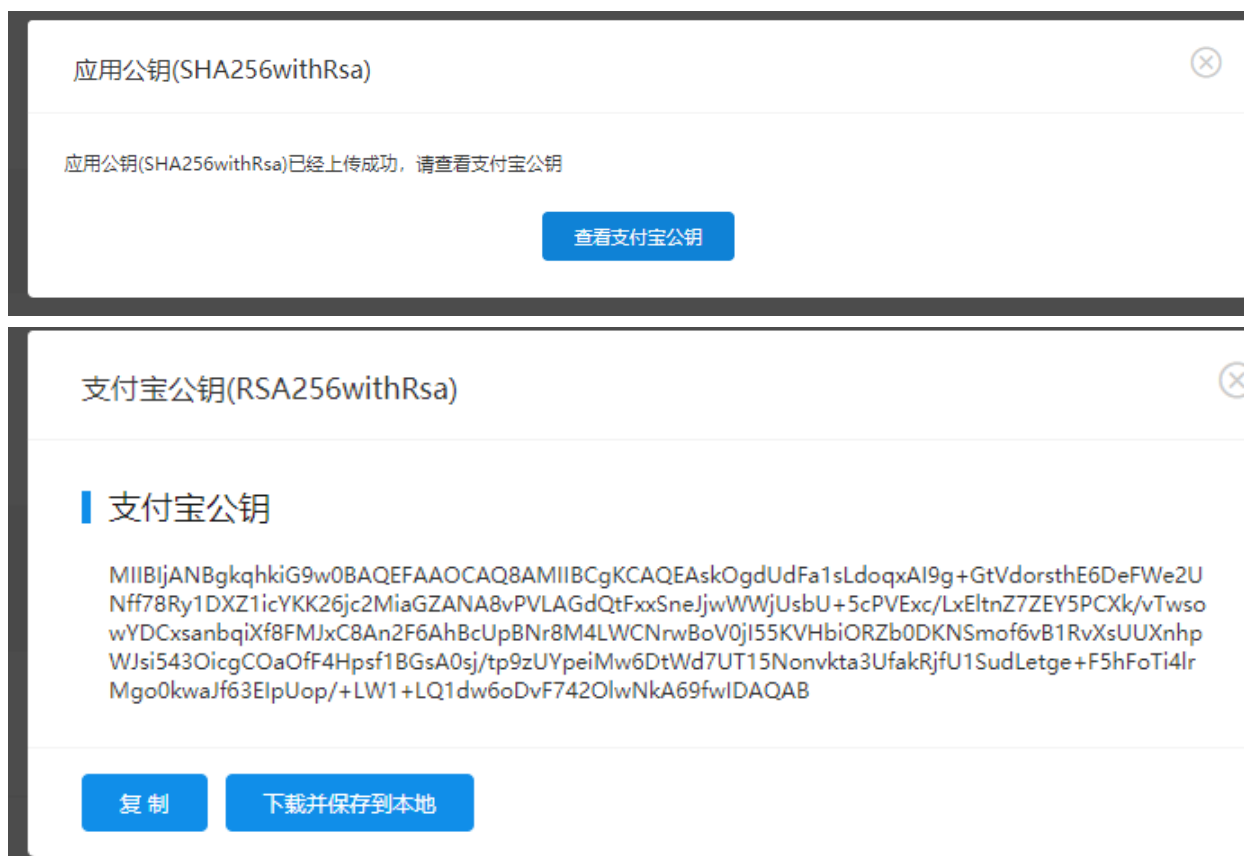 应用公钥(SHA256withRsa)
应用公钥(SHA256withRsa)已经上传成功，请查看支付宝公钥
查看支付宝公钥
支付宝公钥(RSA256withRsa)
支付宝公钥
MIIBIjANBgkqhkiG9w0BAQEFAAOCAQ8AMIIBCgKCAQEAskOgdUdFa1sLdoqxAI9g+GtVdorsthE6DeFWe2U
Nff78Ry1DXZ1icYKK26jc2MiaGZANA8vPVLAGdQtFxxSneJjwWWjUsbU+5cPVExc/LxEltnZ7ZEY5PCXk/vTwso
wYDCxsanbqiXf8FMJxC8An2F6AhBcUpBNr8M4LWCNrwBoV0jI55KVHbiORZb0DKNSmof6vB1RvXsUUXnhp
WJsi543OicgCOaOfF4Hpsf1BGsA0sj/tp9zUYpeiMw6DtWd7UT15Nonvkta3UfakRjfU1SudLetge+F5hFoTi4lr
Mgo0kwaJf63EIpUop/+LW1+LQ1dw6oDvF742OlwNkA69fwIDAQAB
复 制
下载并保存到本地